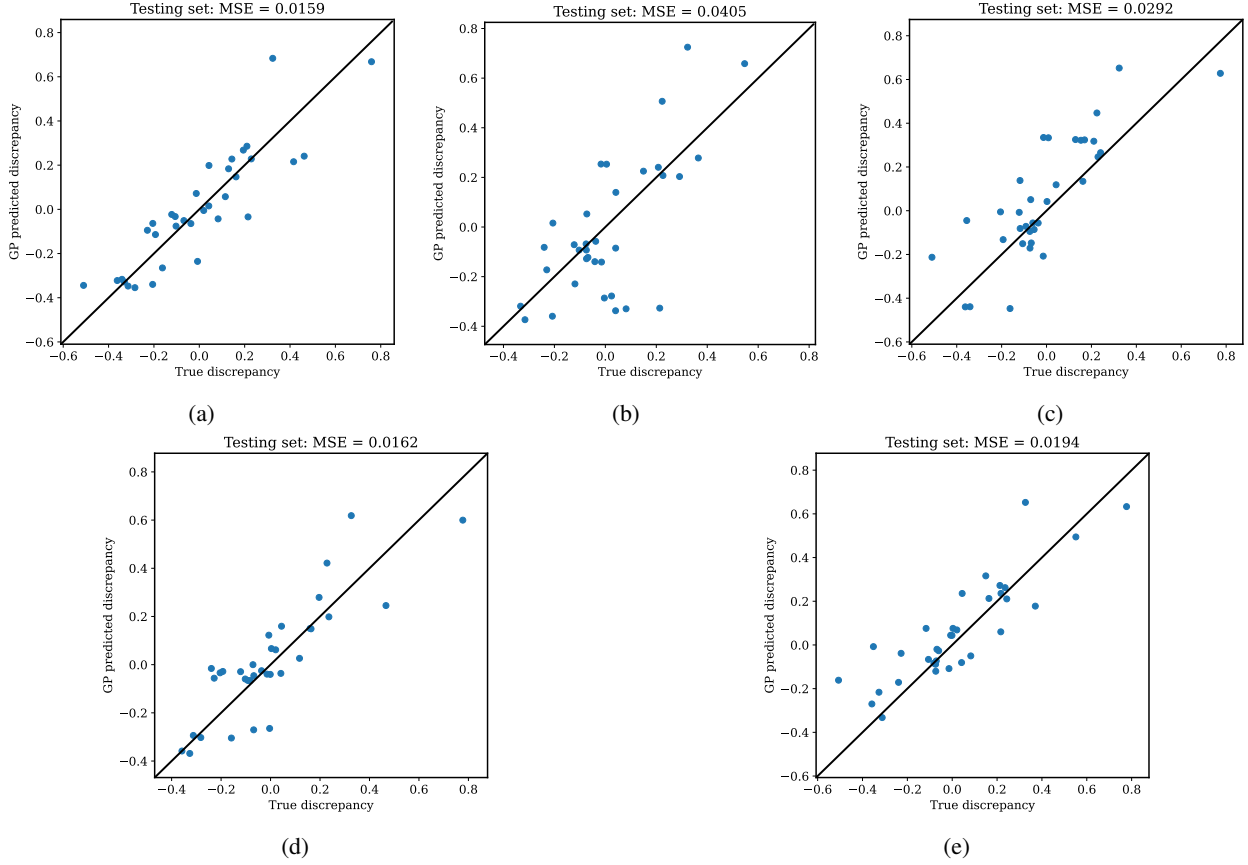 Testing set: MSE = 0.0159
0.8
0.6
0.4
0.2
0.0
−0.2
−0.4
−0.6
GP predicted discrepancy
−0.6 −0.4 −0.2 0.0 0.2 0.4 0.6 0.8
True discrepancy
(a)
Testing set: MSE = 0.0405
0.8
0.6
0.4
0.2
0.0
−0.2
−0.4
GP predicted discrepancy
−0.4 −0.2 0.0 0.2 0.4 0.6 0.8
True discrepancy
(b)
Testing set: MSE = 0.0292
0.8
0.6
0.4
0.2
0.0
−0.2
−0.4
−0.6
GP predicted discrepancy
−0.6 −0.4 −0.2 0.0 0.2 0.4 0.6 0.8
True discrepancy
(c)
Testing set: MSE = 0.0162
0.8
0.6
0.4
0.2
0.0
−0.2
−0.4
GP predicted discrepancy
−0.4 −0.2 0.0 0.2 0.4 0.6 0.8
True discrepancy
(d)
Testing set: MSE = 0.0194
0.8
0.6
0.4
0.2
0.0
−0.2
−0.4
−0.6
GP predicted discrepancy
−0.6 −0.4 −0.2 0.0 0.2 0.4 0.6 0.8
True discrepancy
(e)